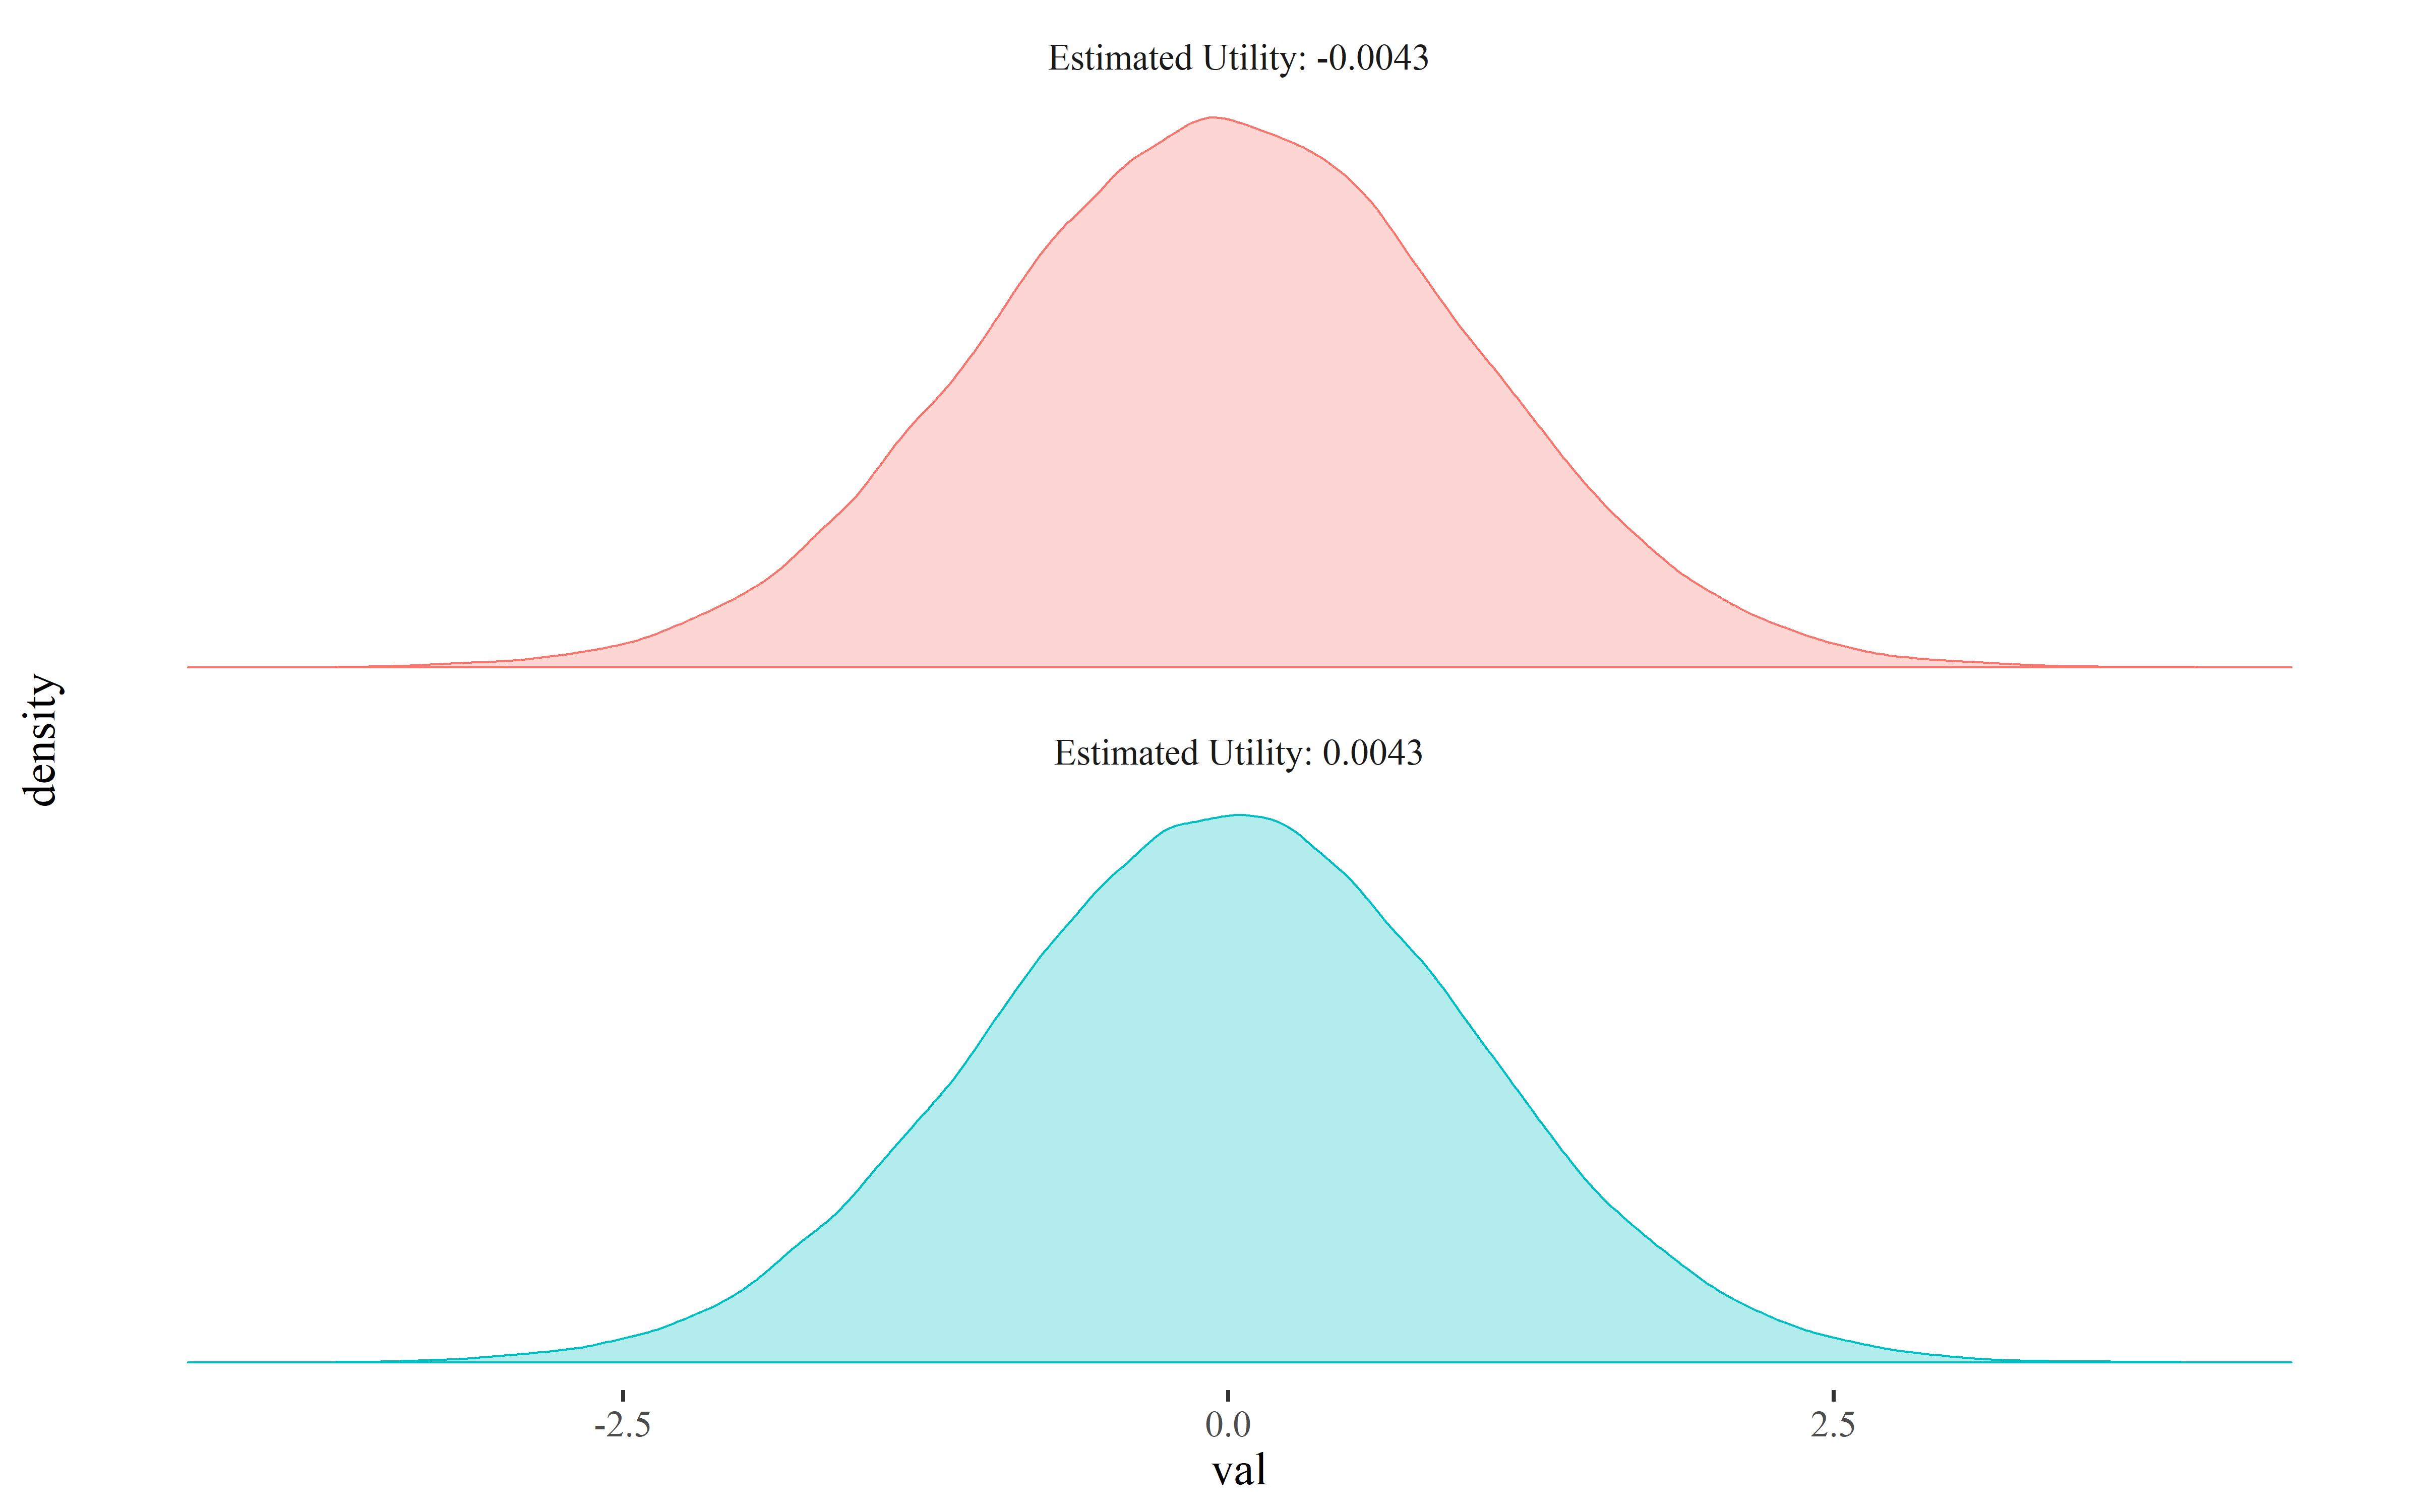 Estimated Utility: -0.0043
density
Estimated Utility: 0.0043
-2.5 0.0 2.5
val